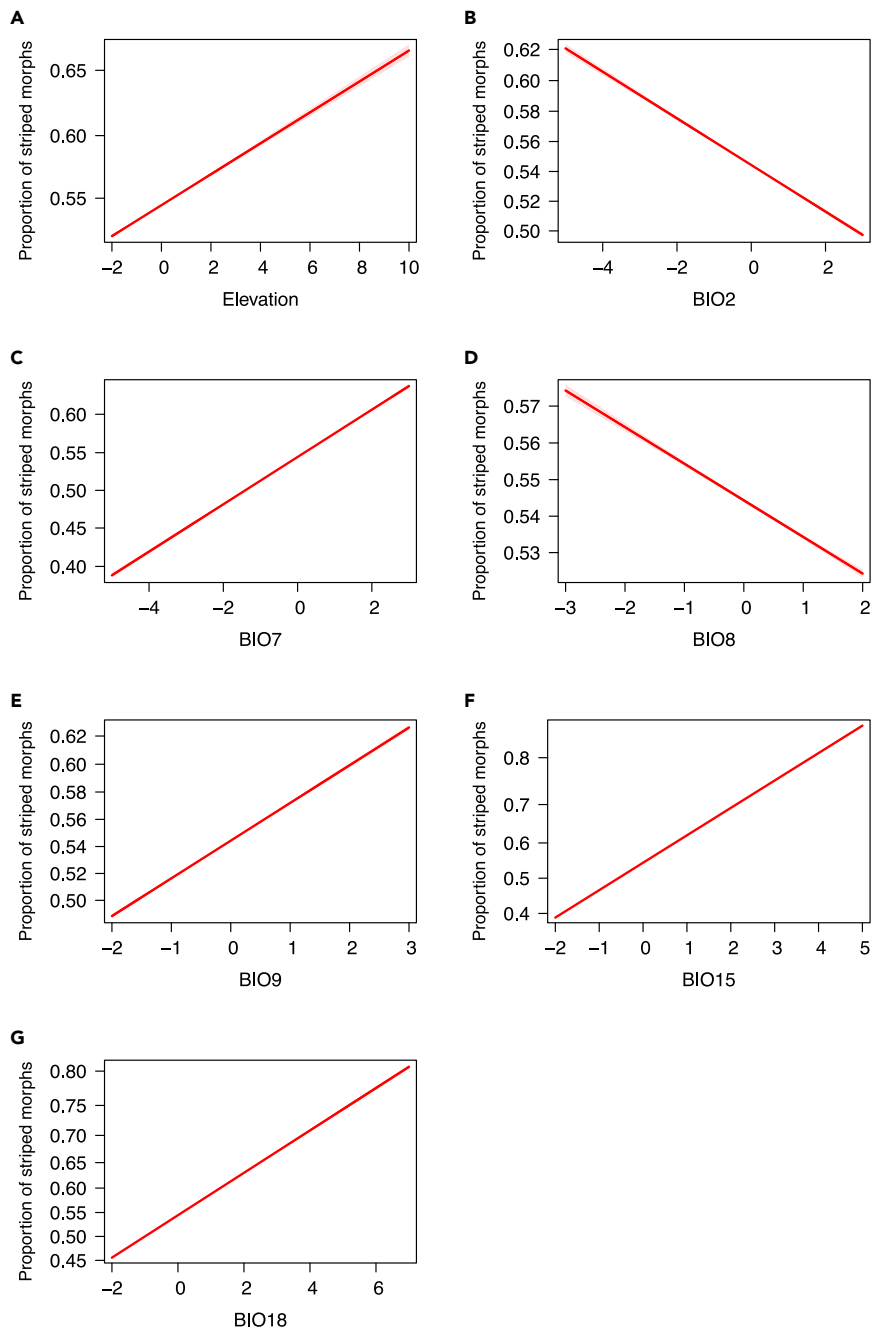 A
Proportion of striped morphs
0.65
0.60
0.55
−2 0 2 4 6 8 10
Elevation
B
Proportion of striped morphs
0.62
0.60
0.58
0.56
0.54
0.52
0.50
−4 −2 0 2
BIO2
C
Proportion of striped morphs
0.60
0.55
0.50
0.45
0.40
−4 −2 0 2
BIO7
D
Proportion of striped morphs
0.57
0.56
0.55
0.54
0.53
−3 −2 −1 0 1 2
BIO8
E
Proportion of striped morphs
0.62
0.60
0.58
0.56
0.54
0.52
0.50
−2 −1 0 1 2 3
BIO9
F
Proportion of striped morphs
0.8
0.7
0.6
0.5
0.4
−2 −1 0 1 2 3 4 5
BIO15
G
Proportion of striped morphs
0.80
0.75
0.70
0.65
0.60
0.55
0.50
0.45
−2 0 2 4 6
BIO18